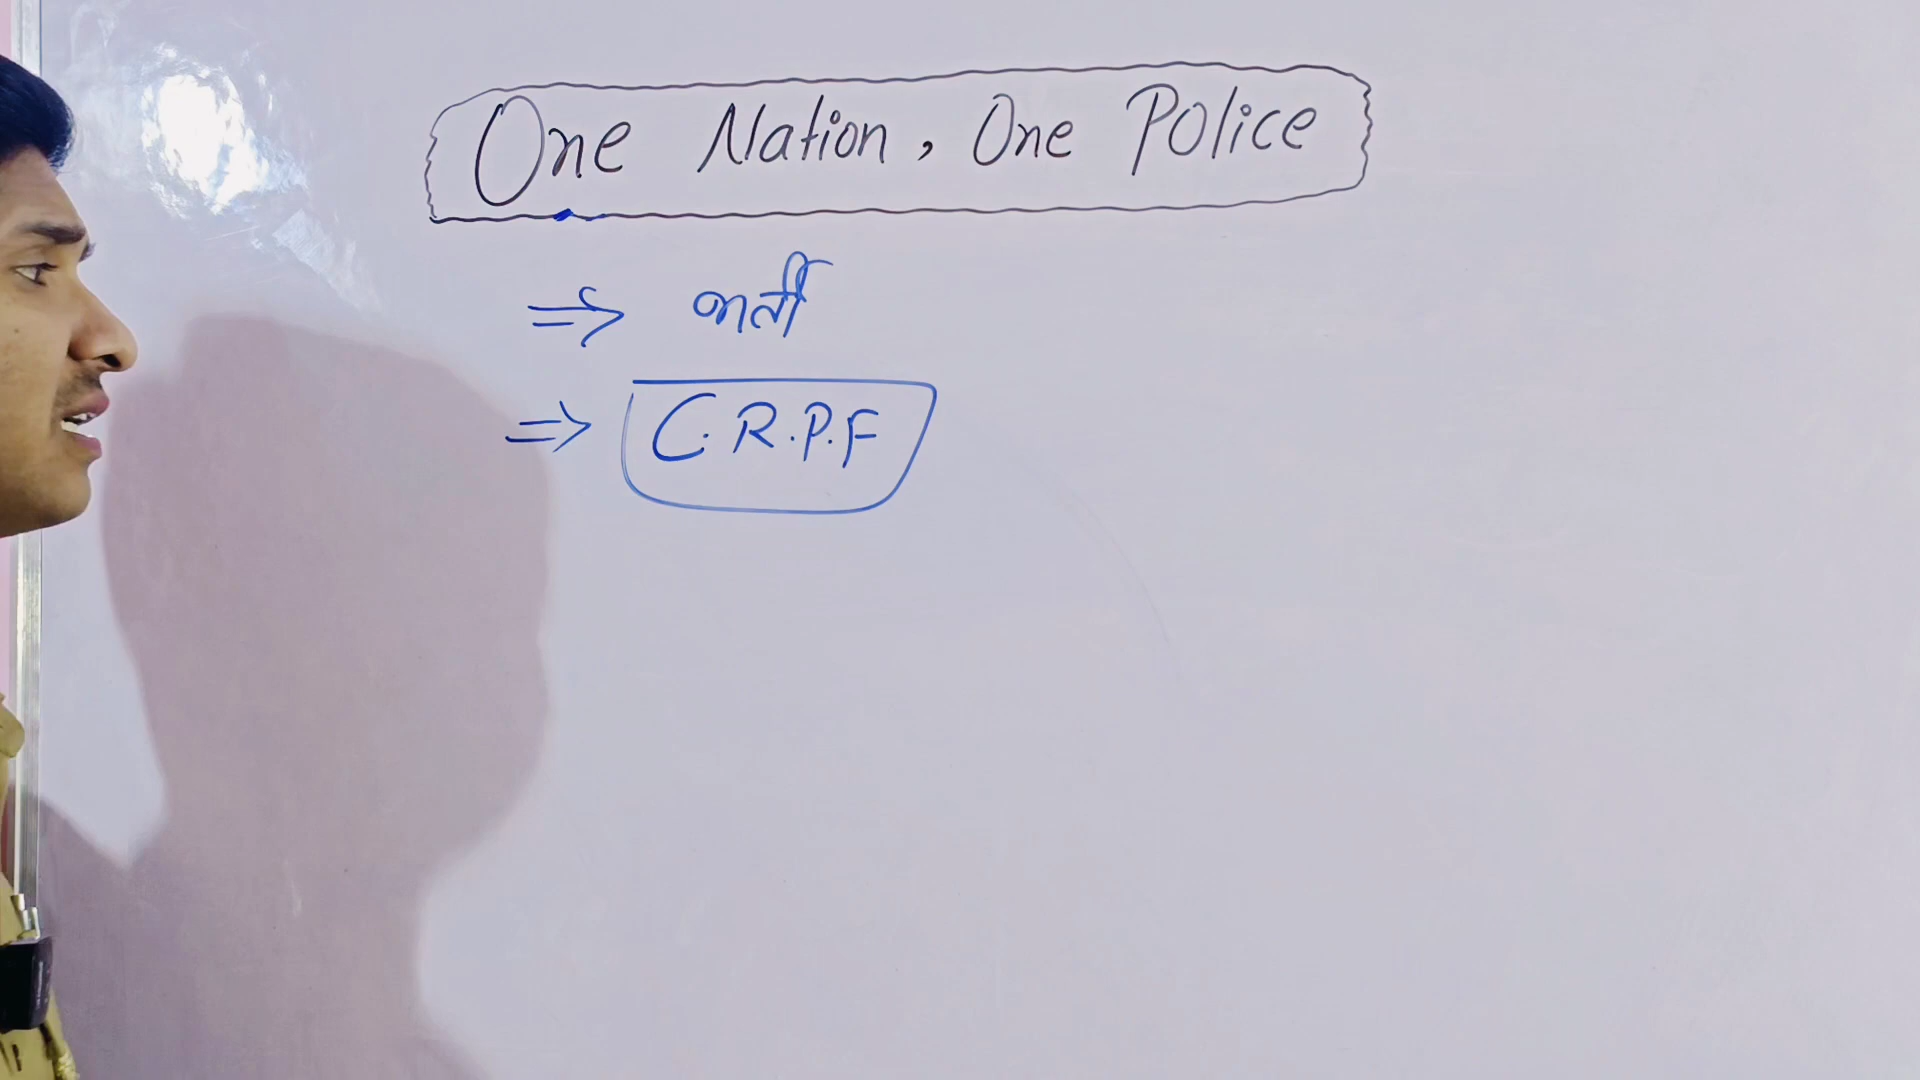 One Nation, One Police
⇒ भर्ती
⇒ C.R.P.F